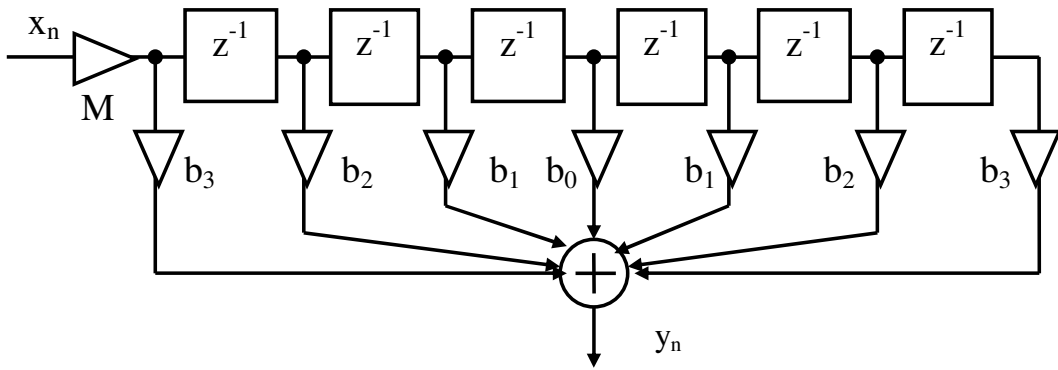 xₙ
z⁻¹ z⁻¹ z⁻¹ z⁻¹ z⁻¹ z⁻¹
M
b₃ b₂ b₁ b₀ b₁ b₂ b₃
yₙ